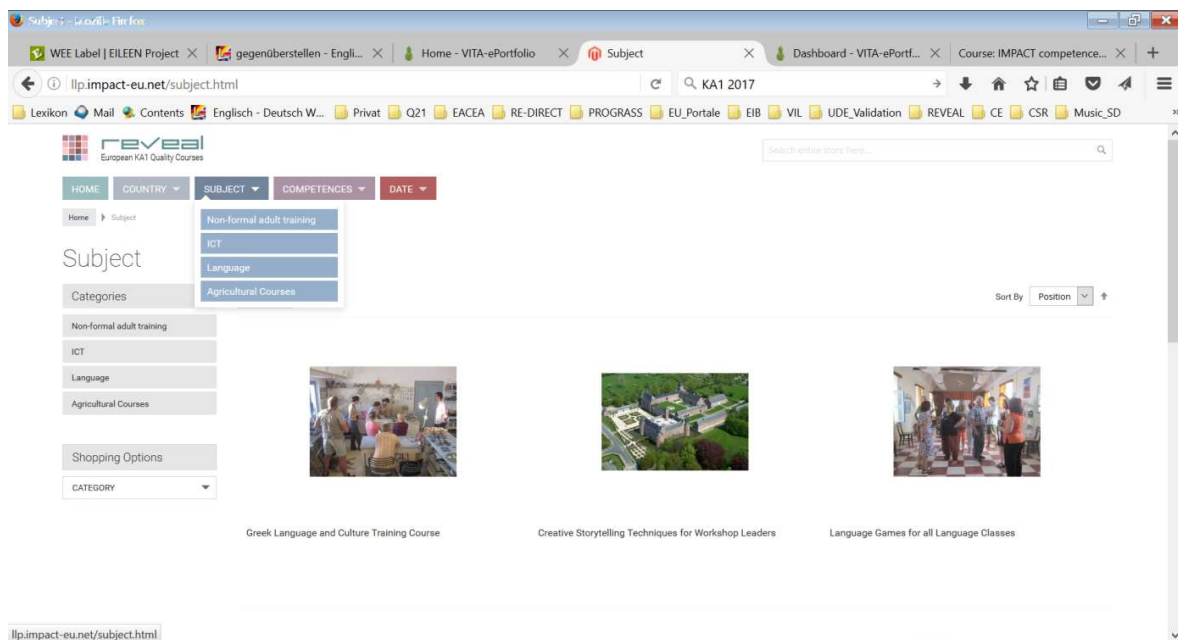 Subject - Mozilla Firefox
WEE Label | EILEEN Project
gegenüberstellen - Engli...
Home - VITA-ePortfolio
Subject
Dashboard - VITA-ePortf...
Course: IMPACT competence...
llp.impact-eu.net/subject.html
KA1 2017
Lexikon Mail Contents Englisch - Deutsch W... Privat Q21 EACEA RE-DIRECT PROGRASS EU_Portale EIB VIL UDE_Validation REVEAL CE CSR Music_SD
reveal
European KA1 Quality Courses
Search entire store here...
HOME COUNTRY SUBJECT COMPETENCES DATE
Home Subject
Non-formal adult training
ICT
Language
Agricultural Courses
Subject
Categories
Sort By Position
Non-formal adult training
ICT
Language
Agricultural Courses
Shopping Options
CATEGORY
Greek Language and Culture Training Course
Creative Storytelling Techniques for Workshop Leaders
Language Games for all Language Classes
llp.impact-eu.net/subject.html